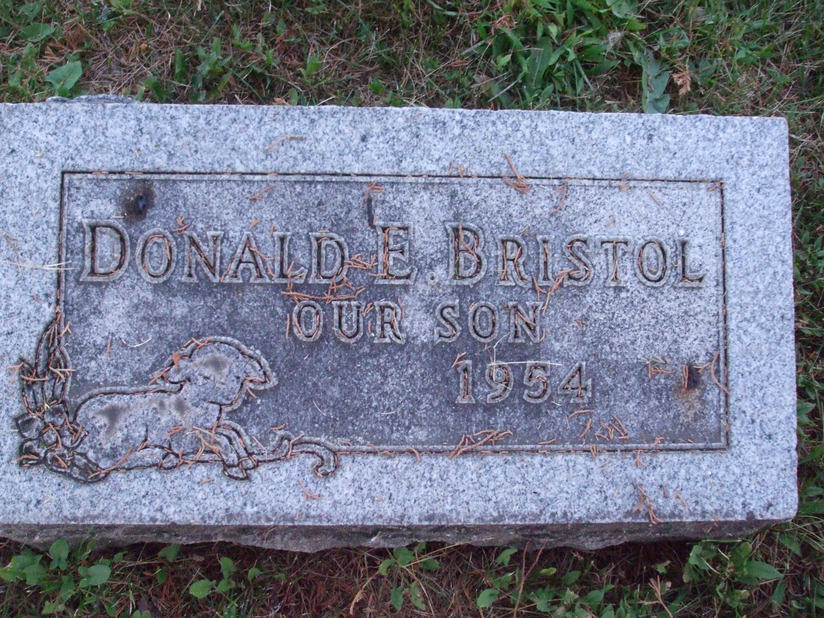 DONALD E. BRISTOL
OUR SON
1954